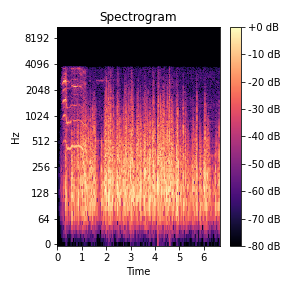 Spectrogram
+0 dB
8192
-10 dB
4096
2048
-20 dB
1024
-30 dB
Hz
512
-40 dB
256
-50 dB
128
-60 dB
64
-70 dB
0
-80 dB
0 1 2 3 4 5 6
Time